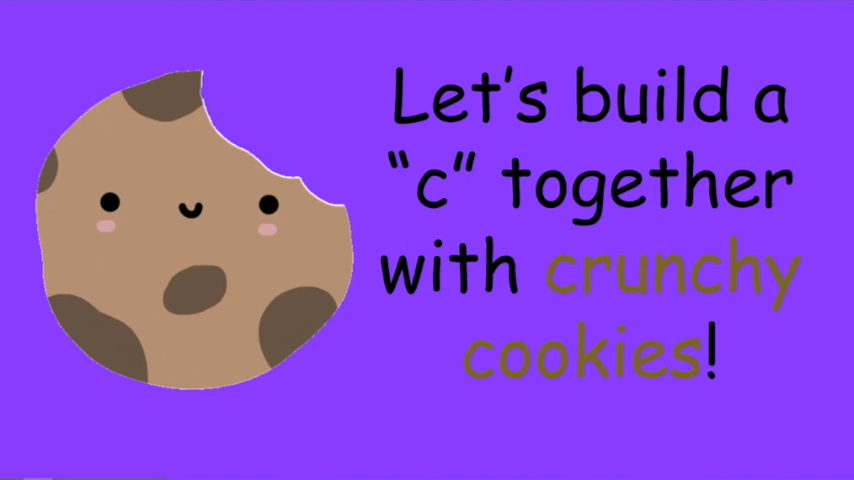 Let’s build a
“c” together
with crunchy
cookies!